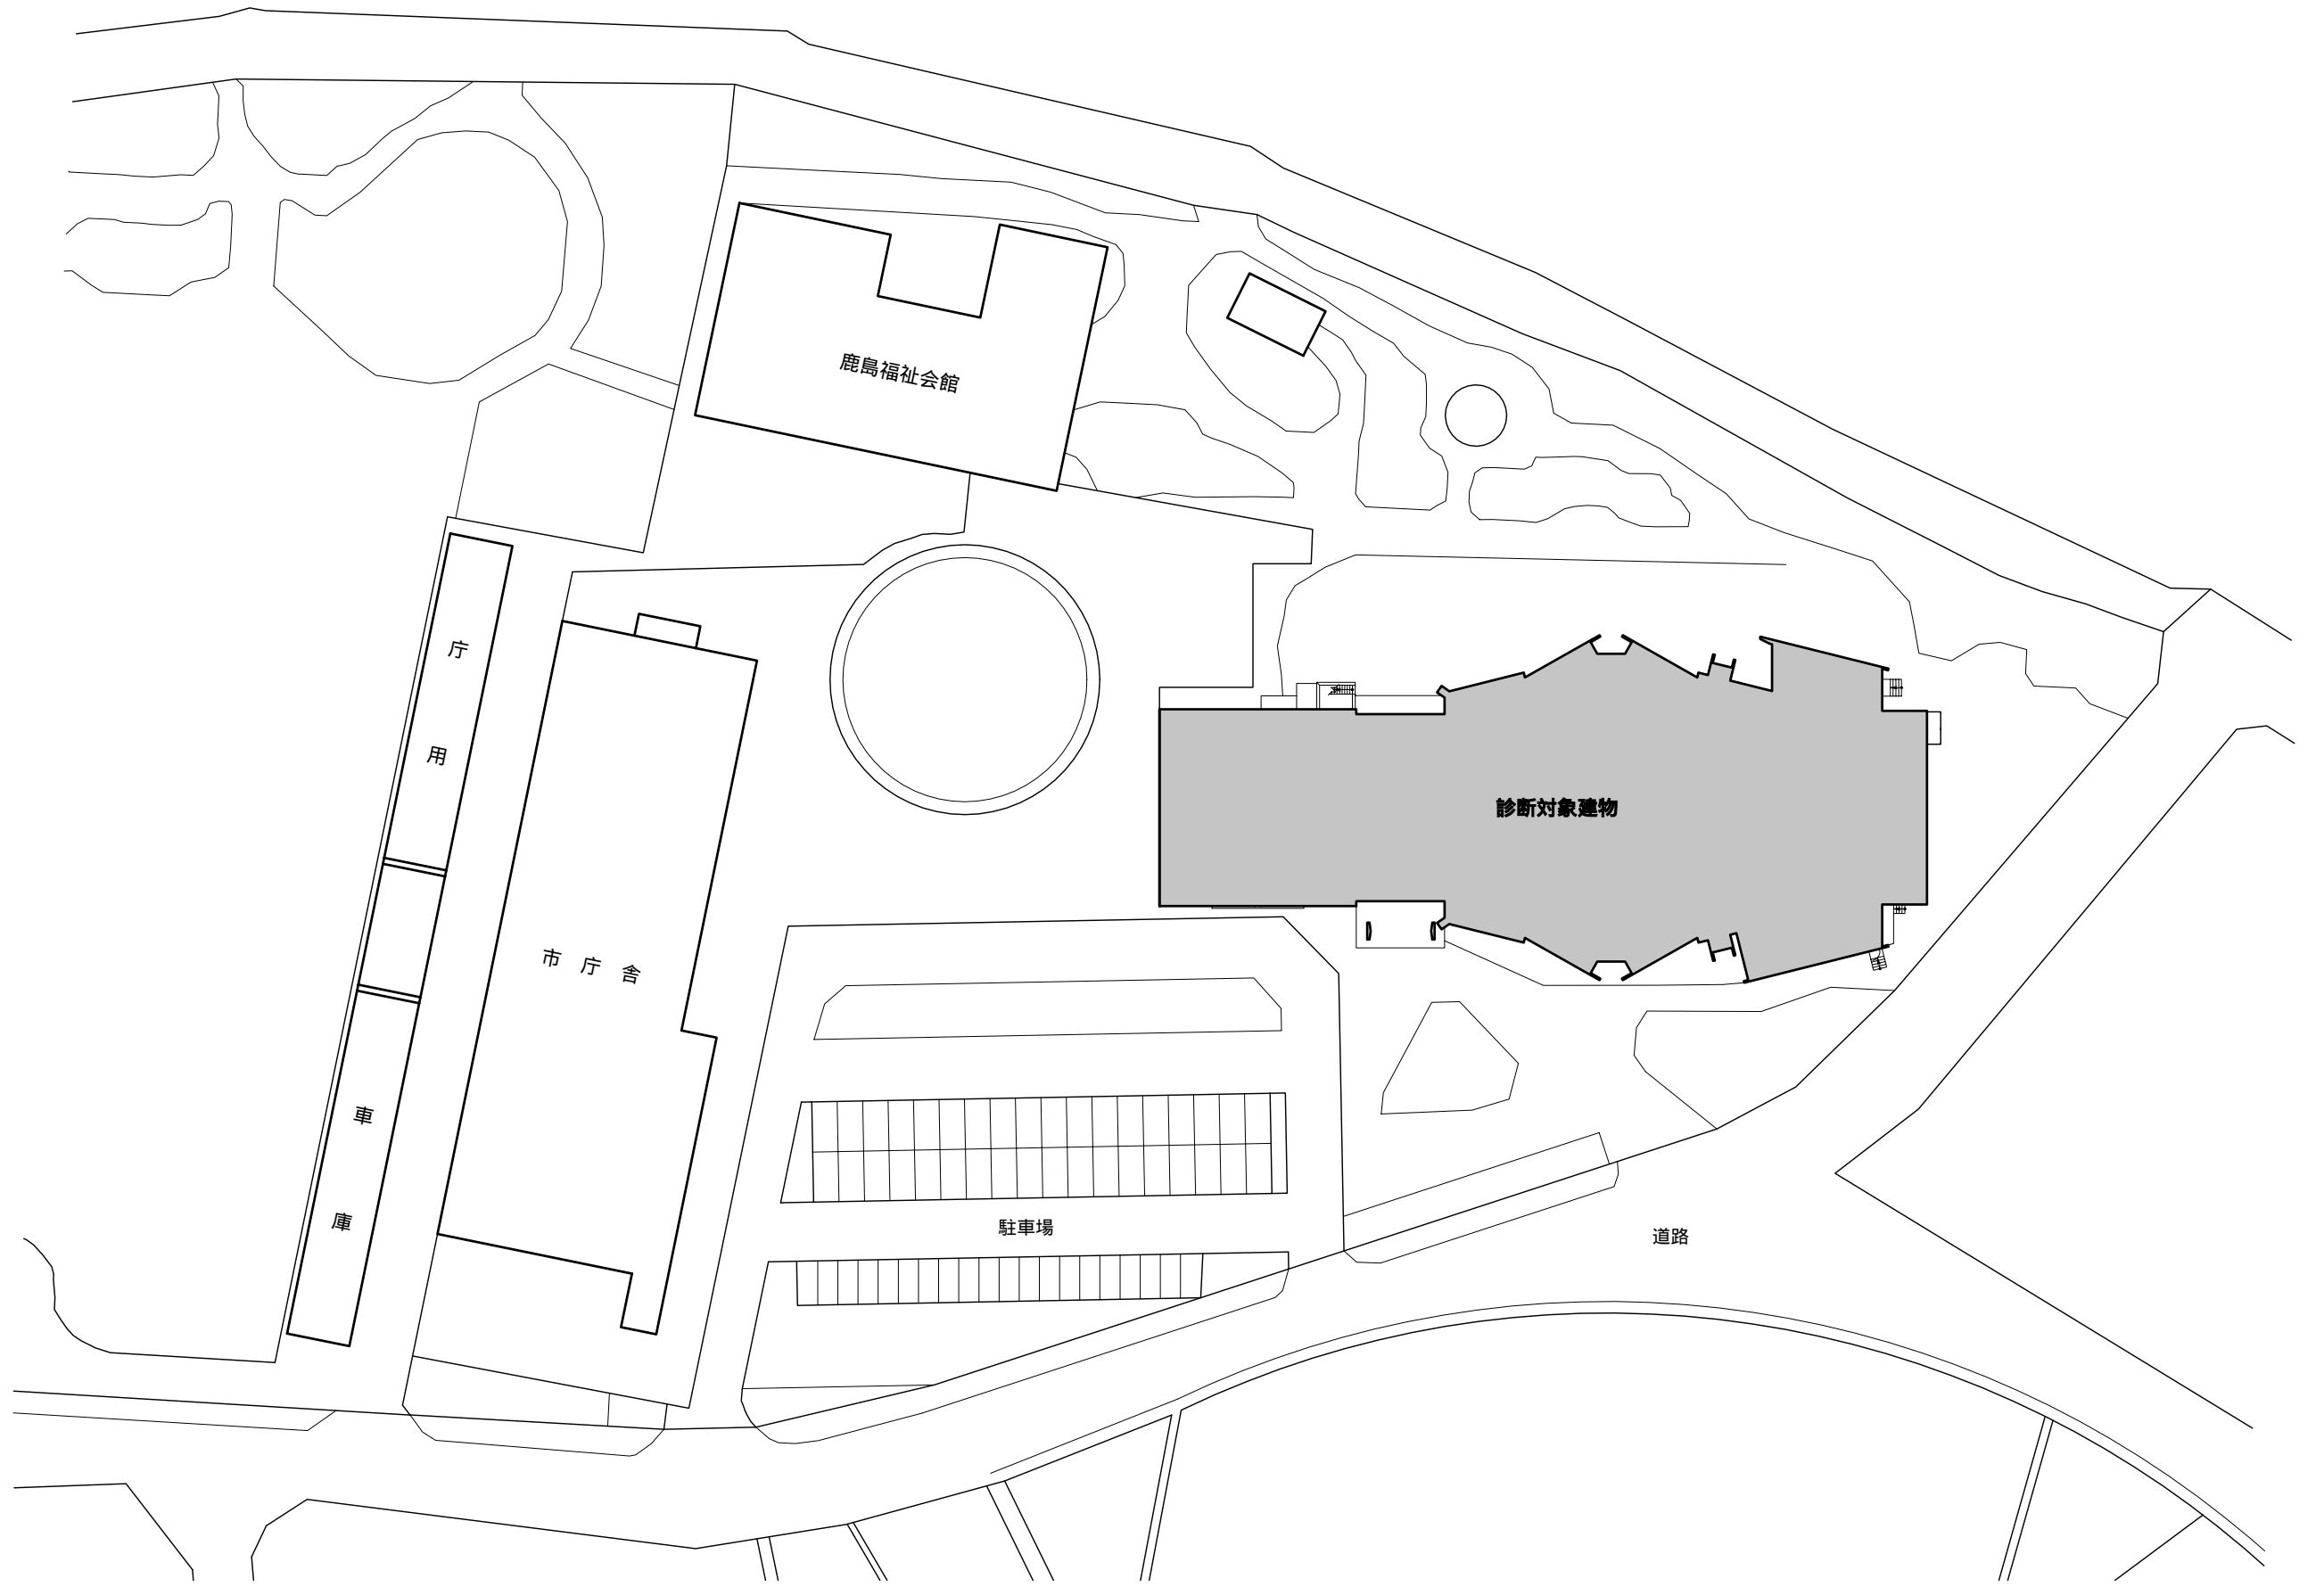 鹿島福祉会館
庁用車庫
診断対象建物
市庁舎
駐車場
道路